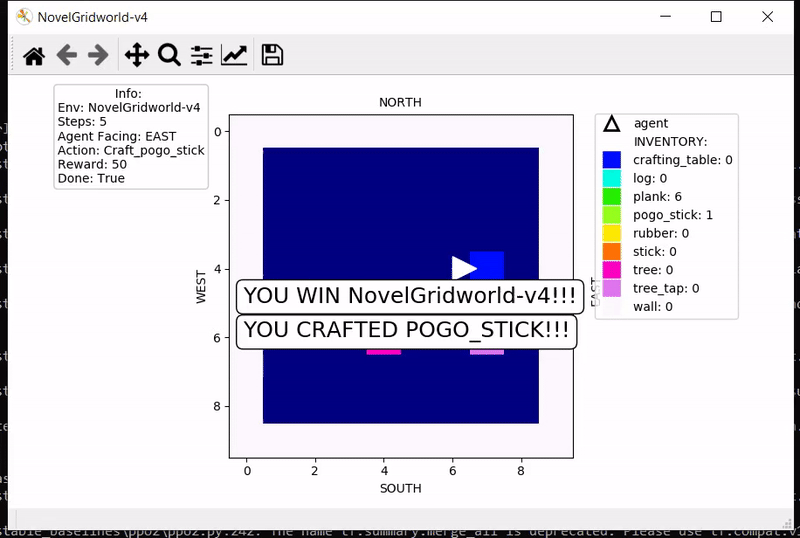 NovelGridworld-v4
Info:
Env: NovelGridworld-v4
Steps: 5
Agent Facing: EAST
Action: Craft_pogo_stick
Reward: 50
Done: True
NORTH
0
2
4
6
8
WEST
EAST
YOU WIN NovelGridworld-v4!!!
YOU CRAFTED POGO_STICK!!!
0
2
4
6
8
SOUTH
agent
INVENTORY:
crafting_table: 0
log: 0
plank: 6
pogo_stick: 1
rubber: 0
stick: 0
tree: 0
tree_tap: 0
wall: 0
stable_baselines\ppo2\ppo2.py:242: The name tf.summary.merge_all is deprecated. Please use tf.compat.v